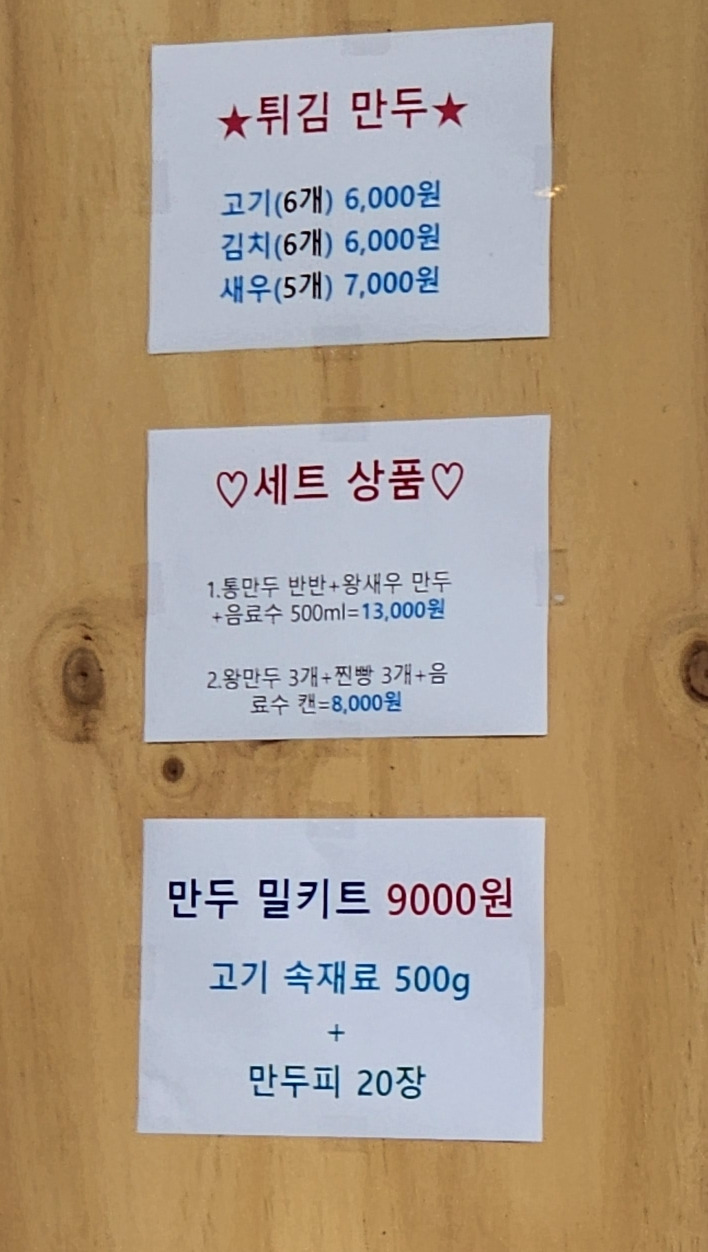 ★튀김 만두★
고기(6개) 6,000원
김치(6개) 6,000원
새우(5개) 7,000원
♡세트 상품♡
1.통만두 반반+왕새우 만두
+음료수 500ml=13,000원
2.왕만두 3개+찐빵 3개+음
료수 캔=8,000원
만두 밀키트 9000원
고기 속재료 500g
+
만두피 20장